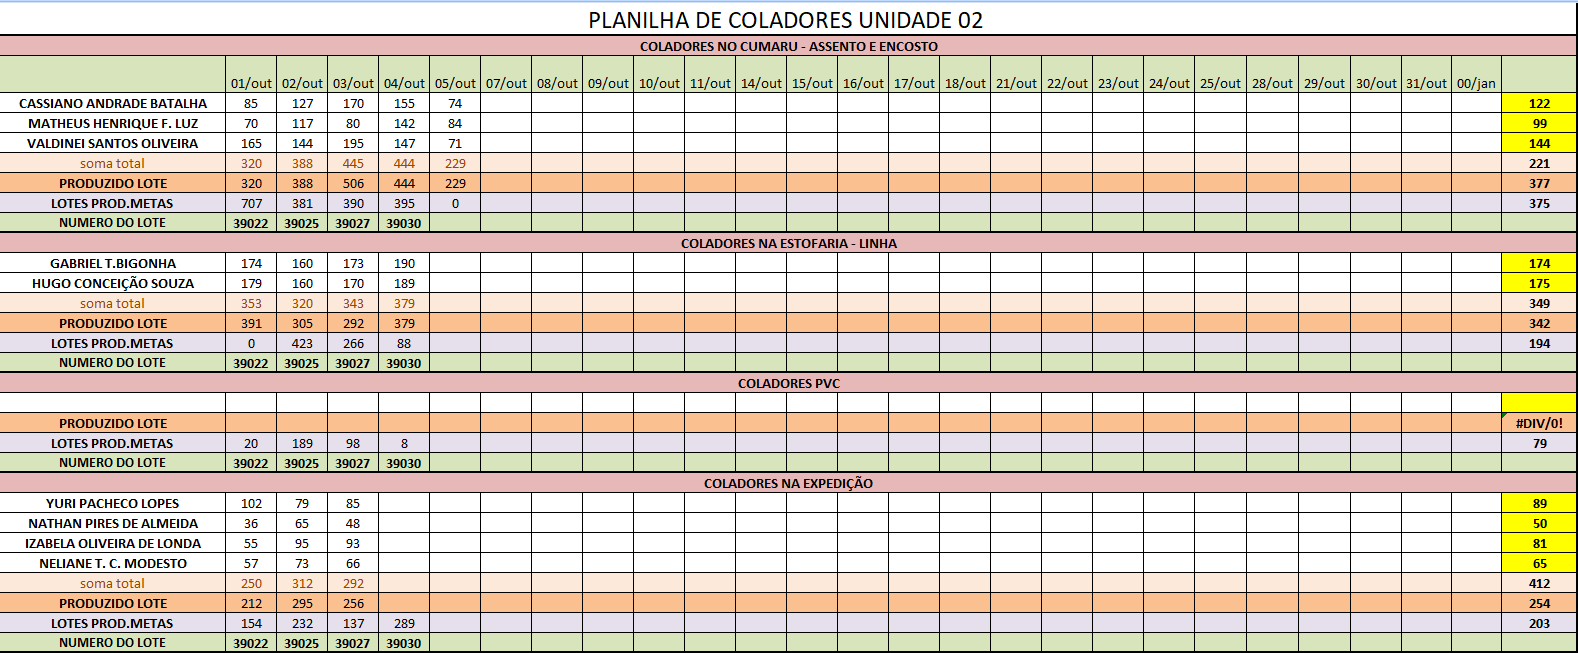 PLANILHA DE COLADORES UNIDADE 02
COLADORES NO CUMARU - ASSENTO E ENCOSTO
01/out 02/out 03/out 04/out 05/out 07/out 08/out 09/out 10/out 11/out 14/out 15/out 16/out 17/out 18/out 21/out 22/out 23/out 24/out 25/out 28/out 29/out 30/out 31/out 00/jan
CASSIANO ANDRADE BATALHA 85 127 170 155 74 122
MATHEUS HENRIQUE F. LUZ 70 117 80 142 84 99
VALDINEI SANTOS OLIVEIRA 165 144 195 147 71 144
soma total 320 388 445 444 229 221
PRODUZIDO LOTE 320 388 506 444 229 377
LOTES PROD.METAS 707 381 390 395 0 375
NUMERO DO LOTE 39022 39025 39027 39030
COLADORES NA ESTOFARIA - LINHA
GABRIEL T.BIGONHA 174 160 173 190 174
HUGO CONCEIÇÃO SOUZA 179 160 170 189 175
soma total 353 320 343 379 349
PRODUZIDO LOTE 391 305 292 379 342
LOTES PROD.METAS 0 423 266 88 194
NUMERO DO LOTE 39022 39025 39027 39030
COLADORES PVC
PRODUZIDO LOTE #DIV/0!
LOTES PROD.METAS 20 189 98 8 79
NUMERO DO LOTE 39022 39025 39027 39030
COLADORES NA EXPEDIÇÃO
YURI PACHECO LOPES 102 79 85 89
NATHAN PIRES DE ALMEIDA 36 65 48 50
IZABELA OLIVEIRA DE LONDA 55 95 93 81
NELIANE T. C. MODESTO 57 73 66 65
soma total 250 312 292 412
PRODUZIDO LOTE 212 295 256 254
LOTES PROD.METAS 154 232 137 289 203
NUMERO DO LOTE 39022 39025 39027 39030